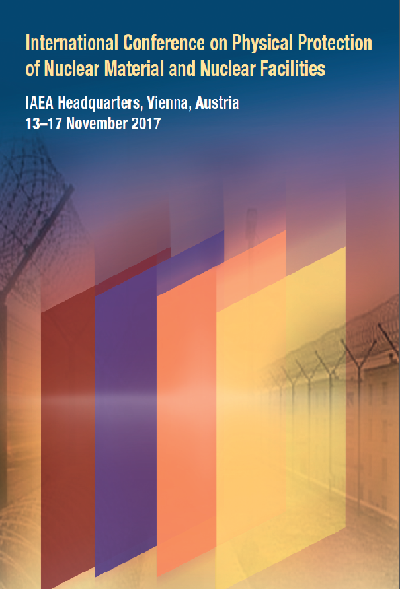 International Conference on Physical Protection
of Nuclear Material and Nuclear Facilities
IAEA Headquarters, Vienna, Austria
13–17 November 2017